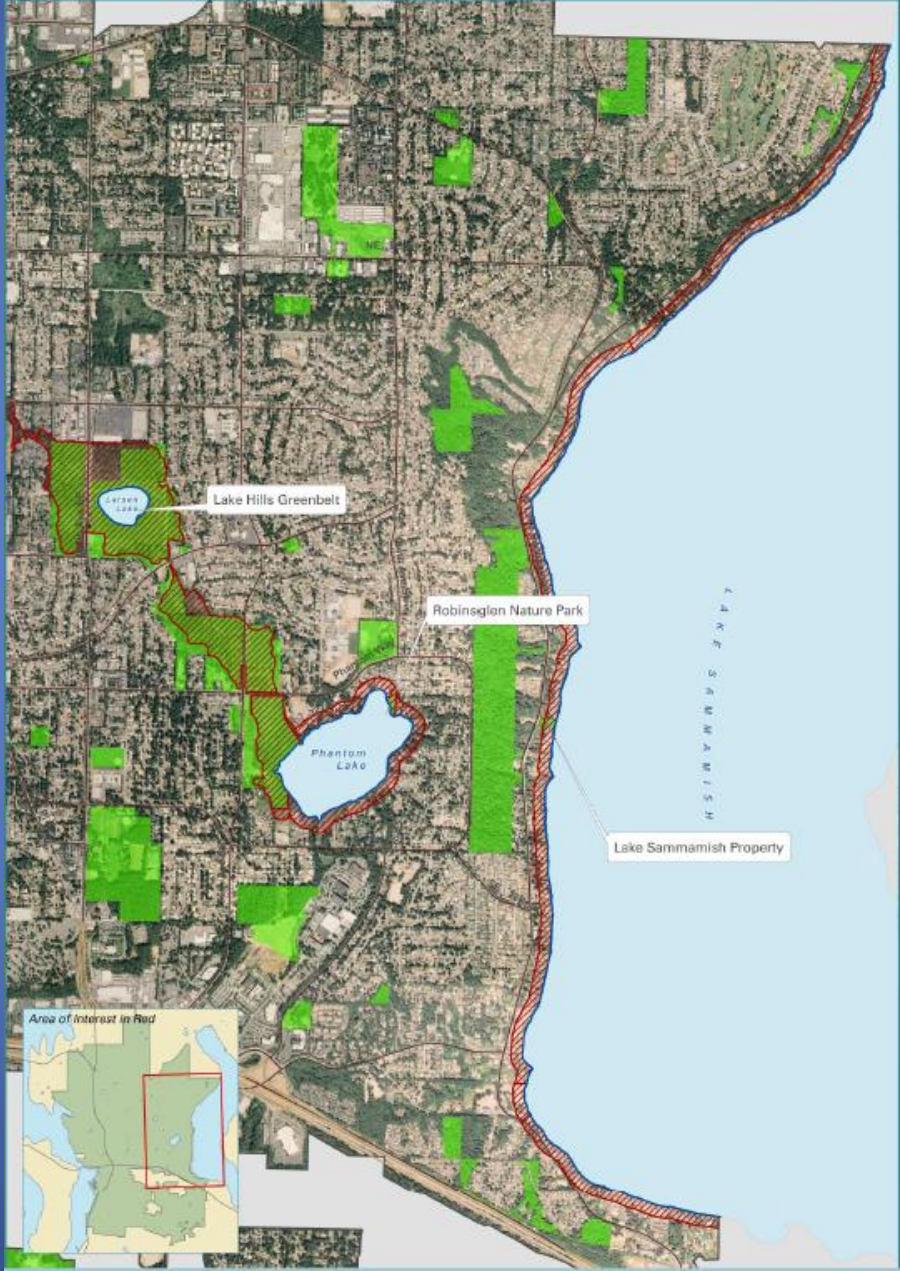 NE
Larsen
Lake
Lake Hills Greenbelt
Robinsglen Nature Park
Phantom
Lake
LAKE SAMMAMISH
Lake Sammamish Property
Area of Interest in Red